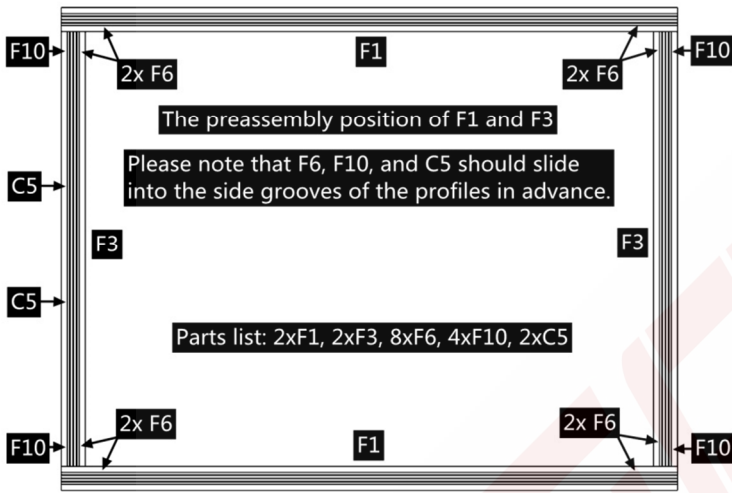 F1
F10
F10
2x F6
2x F6
The preassembly position of F1 and F3
Please note that F6, F10, and C5 should slide
into the side grooves of the profiles in advance.
C5
F3
F3
C5
Parts list: 2xF1, 2xF3, 8xF6, 4xF10, 2xC5
2x F6
2x F6
F10
F1
F10